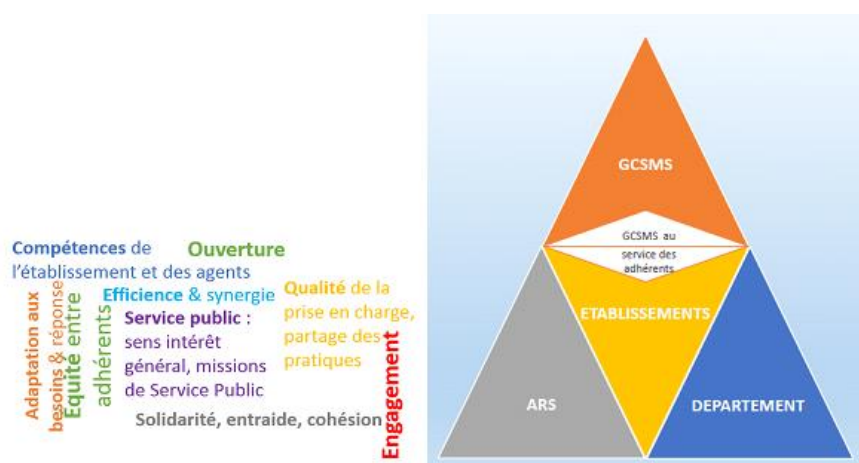 Compétences de
l'établissement et des agents
Ouverture
Efficience & synergie
Adaptation aux
besoins & réponse
Equité entre
adhérents
Service public :
sens intérêt
général, missions
de Service Public
Qualité de la
prise en charge,
partage des
pratiques
Engagement
Solidarité, entraide, cohésion
GCSMS
GCSMS au
service des
adhérents
ETABLISSEMENTS
ARS
DEPARTEMENT